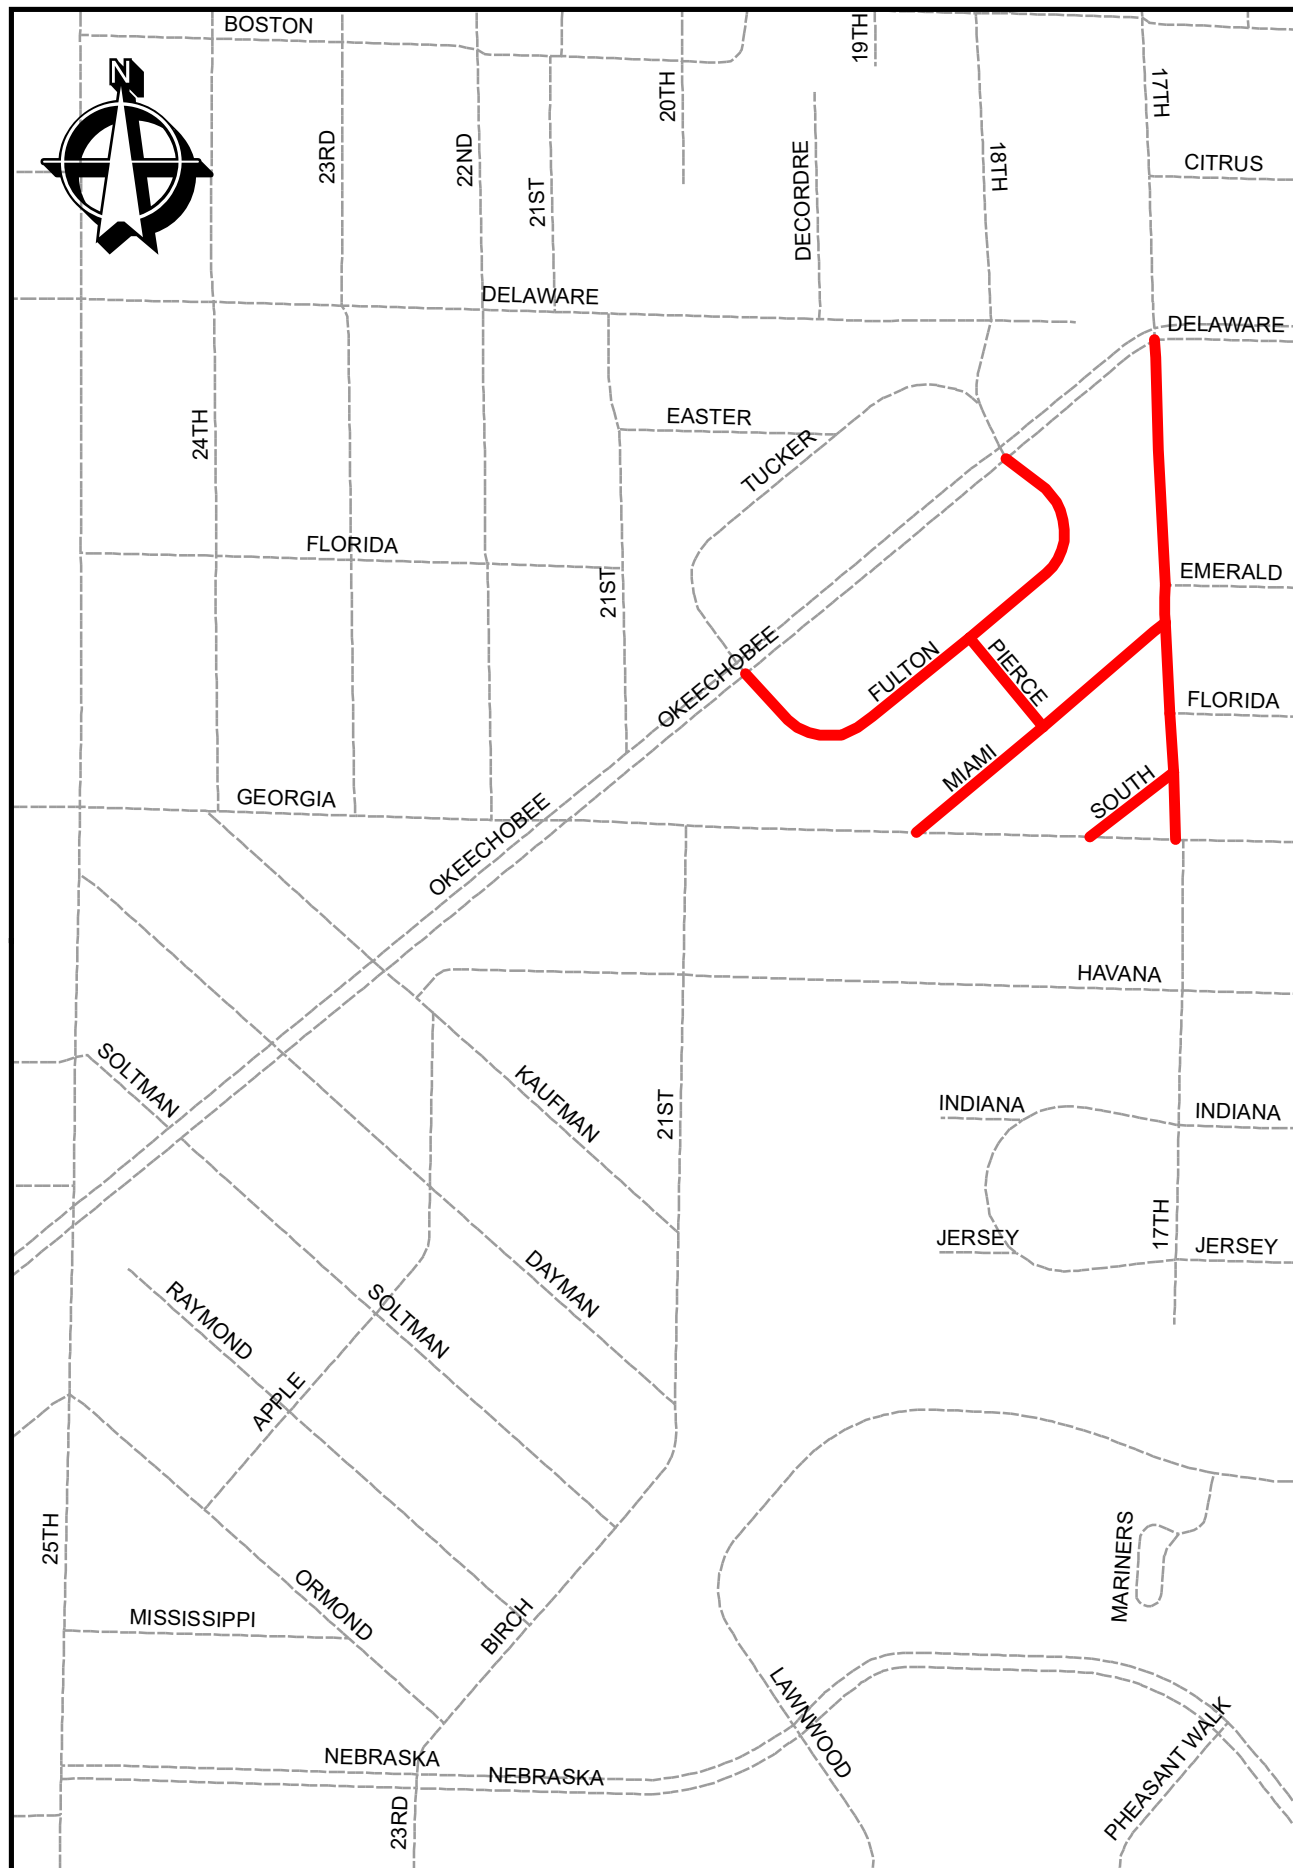 BOSTON
N
19TH
17TH
20TH
23RD
22ND
21ST
DECORDRE
18TH
CITRUS
DELAWARE
DELAWARE
24TH
EASTER
TUCKER
FLORIDA
21ST
EMERALD
OKEECHOBEE
FULTON
PIERCE
FLORIDA
MIAMI
SOUTH
GEORGIA
OKEECHOBEE
HAVANA
SOLTMAN
KAUFMAN
21ST
INDIANA
INDIANA
17TH
JERSEY
JERSEY
DAYMAN
RAYMOND
SOLTMAN
APPLE
25TH
MARINERS
ORMOND
MISSISSIPPI
BIRCH
LAWNWOOD
PHEASANT WALK
NEBRASKA
NEBRASKA
23RD